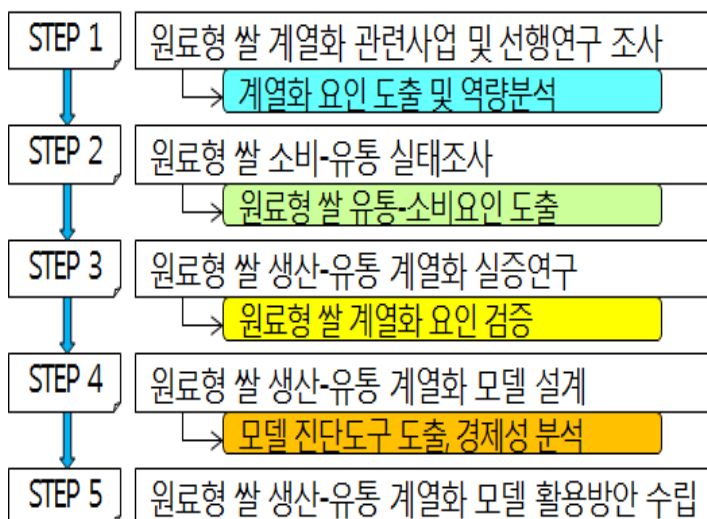 STEP 1
원료형 쌀 계열화 관련사업 및 선행연구 조사
계열화 요인 도출 및 역량분석
STEP 2
원료형 쌀 소비-유통 실태조사
원료형 쌀 유통-소비요인 도출
STEP 3
원료형 쌀 생산-유통 계열화 실증연구
원료형 쌀 계열화 요인 검증
STEP 4
원료형 쌀 생산-유통 계열화 모델 설계
모델 진단도구 도출, 경제성 분석
STEP 5
원료형 쌀 생산-유통 계열화 모델 활용방안 수립